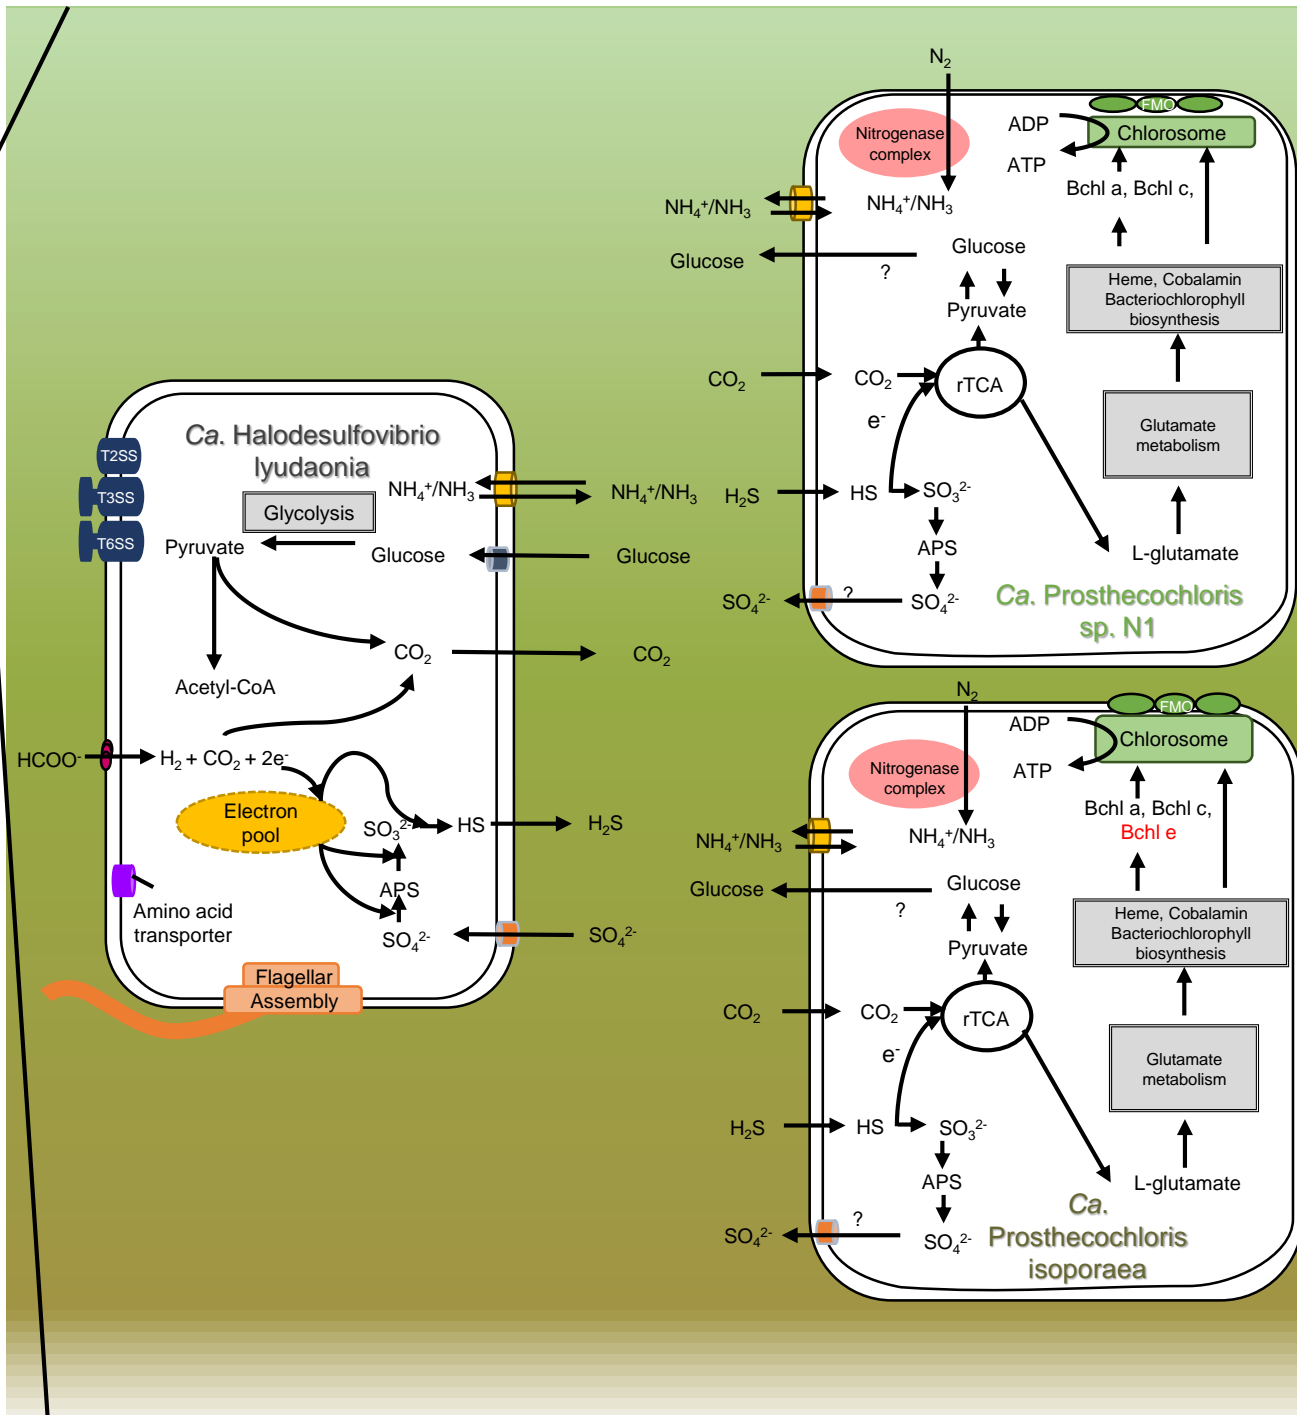 Ca. Halodesulfovibrio
lyudaonia
T2SS
T3SS
T6SS
NH₄⁺/NH₃
NH₄⁺/NH₃
Glycolysis
Pyruvate
Glucose
Glucose
CO₂
CO₂
Acetyl-CoA
HCOO⁻
H₂ + CO₂ + 2e⁻
Electron
pool
SO₃²⁻
HS
H₂S
APS
SO₄²⁻
SO₄²⁻
Amino acid
transporter
Flagellar
Assembly
N₂
Nitrogenase
complex
NH₄⁺/NH₃
NH₄⁺/NH₃
ADP
ATP
FMO
Chlorosome
Bchl a, Bchl c,
Glucose
?
Glucose
Pyruvate
Heme, Cobalamin
Bacteriochlorophyll
biosynthesis
CO₂
CO₂
rTCA
e⁻
Glutamate
metabolism
H₂S
HS
SO₃²⁻
APS
L-glutamate
SO₄²⁻
?
SO₄²⁻
Ca. Prosthecochloris
sp. N1
N₂
Nitrogenase
complex
NH₄⁺/NH₃
NH₄⁺/NH₃
ADP
ATP
FMO
Chlorosome
Bchl a, Bchl c,
Bchl e
Glucose
?
Glucose
Pyruvate
Heme, Cobalamin
Bacteriochlorophyll
biosynthesis
CO₂
CO₂
rTCA
e⁻
Glutamate
metabolism
H₂S
HS
SO₃²⁻
APS
L-glutamate
SO₄²⁻
?
SO₄²⁻
Ca.
Prosthecochloris
isoporaea